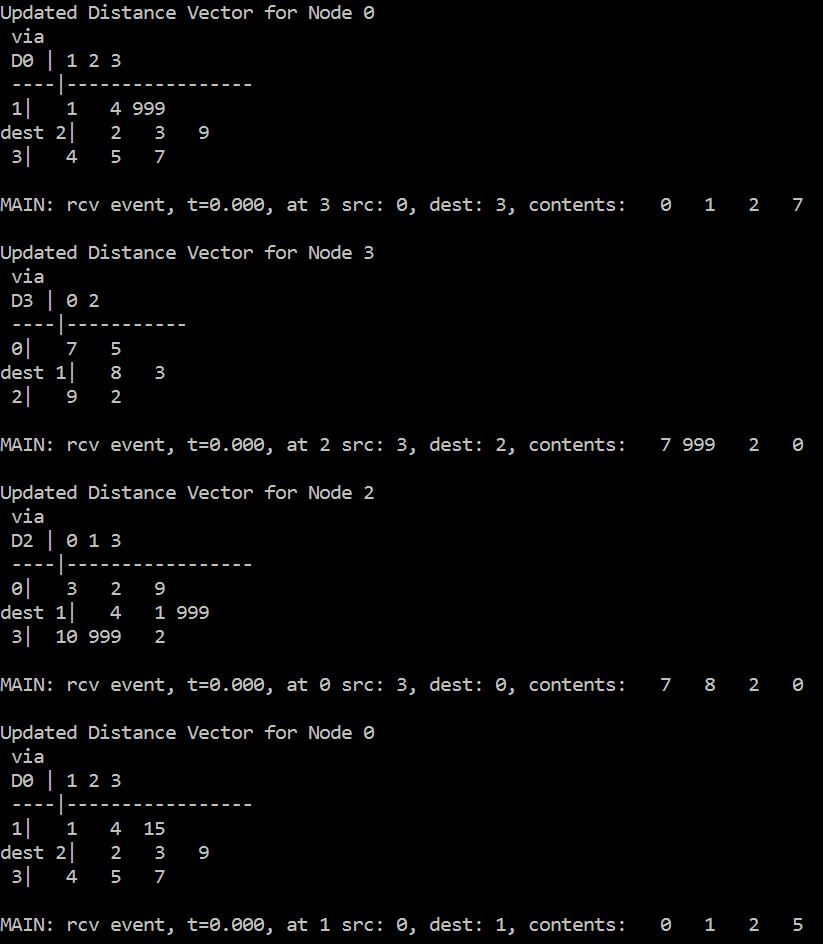 Updated Distance Vector for Node 0
 via
 D0 | 1 2 3
 ----|-----------------
 1|   1   4 999
dest 2|   2   3   9
 3|   4   5   7

MAIN: rcv event, t=0.000, at 3 src: 0, dest: 3, contents:   0   1   2   7

Updated Distance Vector for Node 3
 via
 D3 | 0 2
 ----|-----------
 0|   7   5
dest 1|   8   3
 2|   9   2

MAIN: rcv event, t=0.000, at 2 src: 3, dest: 2, contents:   7 999   2   0

Updated Distance Vector for Node 2
 via
 D2 | 0 1 3
 ----|-----------------
 0|   3   2   9
dest 1|   4   1 999
 3|  10 999   2

MAIN: rcv event, t=0.000, at 0 src: 3, dest: 0, contents:   7   8   2   0

Updated Distance Vector for Node 0
 via
 D0 | 1 2 3
 ----|-----------------
 1|   1   4  15
dest 2|   2   3   9
 3|   4   5   7

MAIN: rcv event, t=0.000, at 1 src: 0, dest: 1, contents:   0   1   2   5